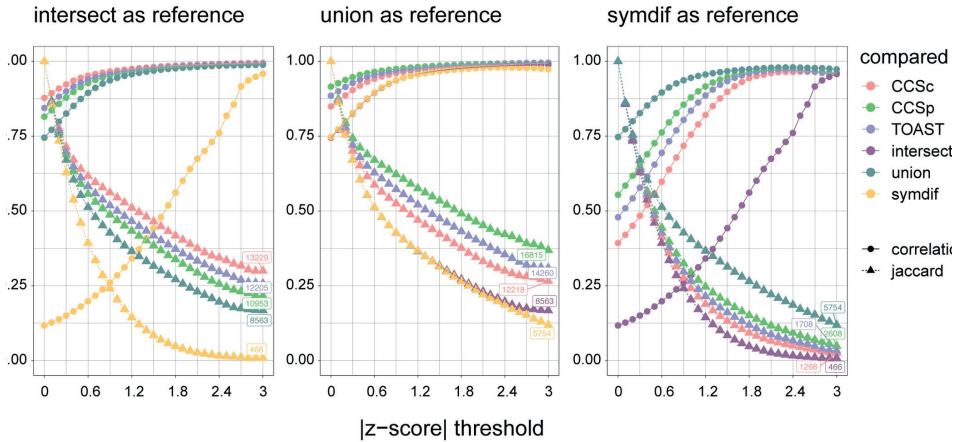 intersect as reference
union as reference
symdif as reference
.00
.75
.50
.25
.00
13229
12205
10953
8563
466
0 0.6 1.2 1.8 2.4 3
1.00
0.75
0.50
0.25
0.00
16815
14260
12218
8563
5754
0 0.6 1.2 1.8 2.4 3
1.00
0.75
0.50
0.25
0.00
5754
1708
2608
1268
466
0 0.6 1.2 1.8 2.4 3
compared
CCSc
CCSp
TOAST
intersect
union
symdif
correlatio
jaccard
|z-score| threshold